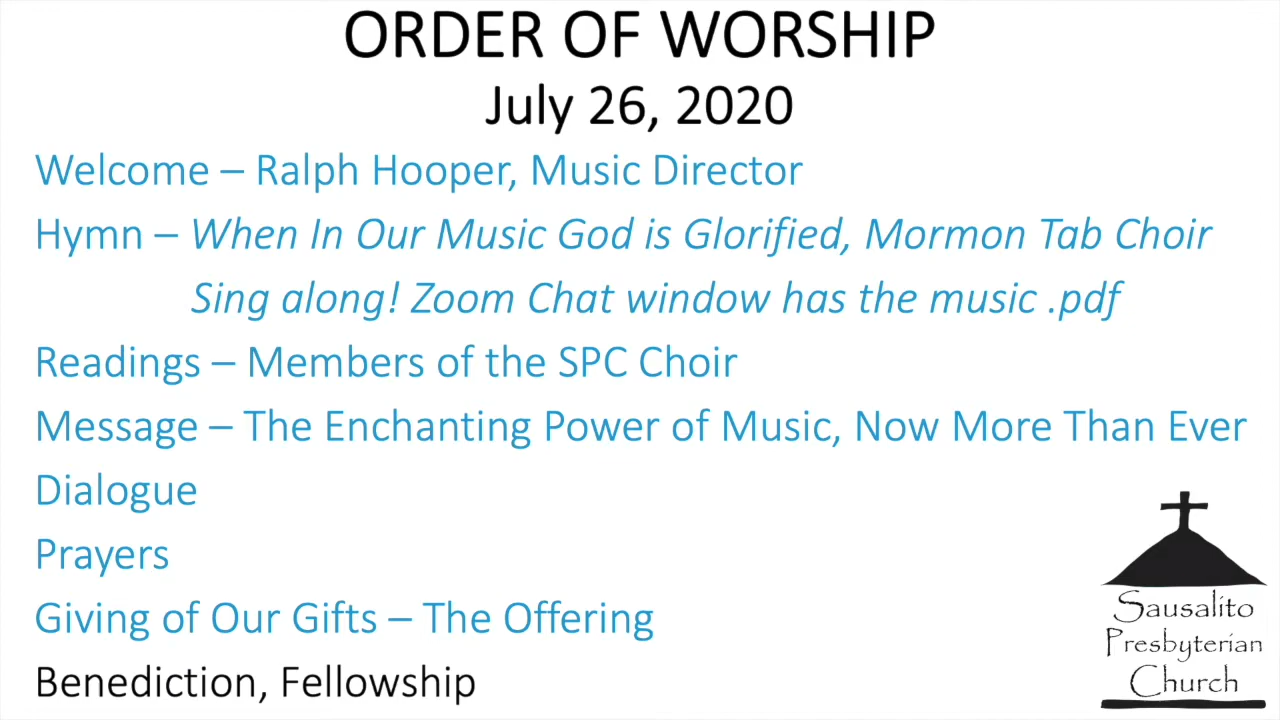 ORDER OF WORSHIP
July 26, 2020
Welcome – Ralph Hooper, Music Director
Hymn – When In Our Music God is Glorified, Mormon Tab Choir
Sing along! Zoom Chat window has the music .pdf
Readings – Members of the SPC Choir
Message – The Enchanting Power of Music, Now More Than Ever
Dialogue
Prayers
Giving of Our Gifts – The Offering
Benediction, Fellowship
Sausalito
Presbyterian
Church